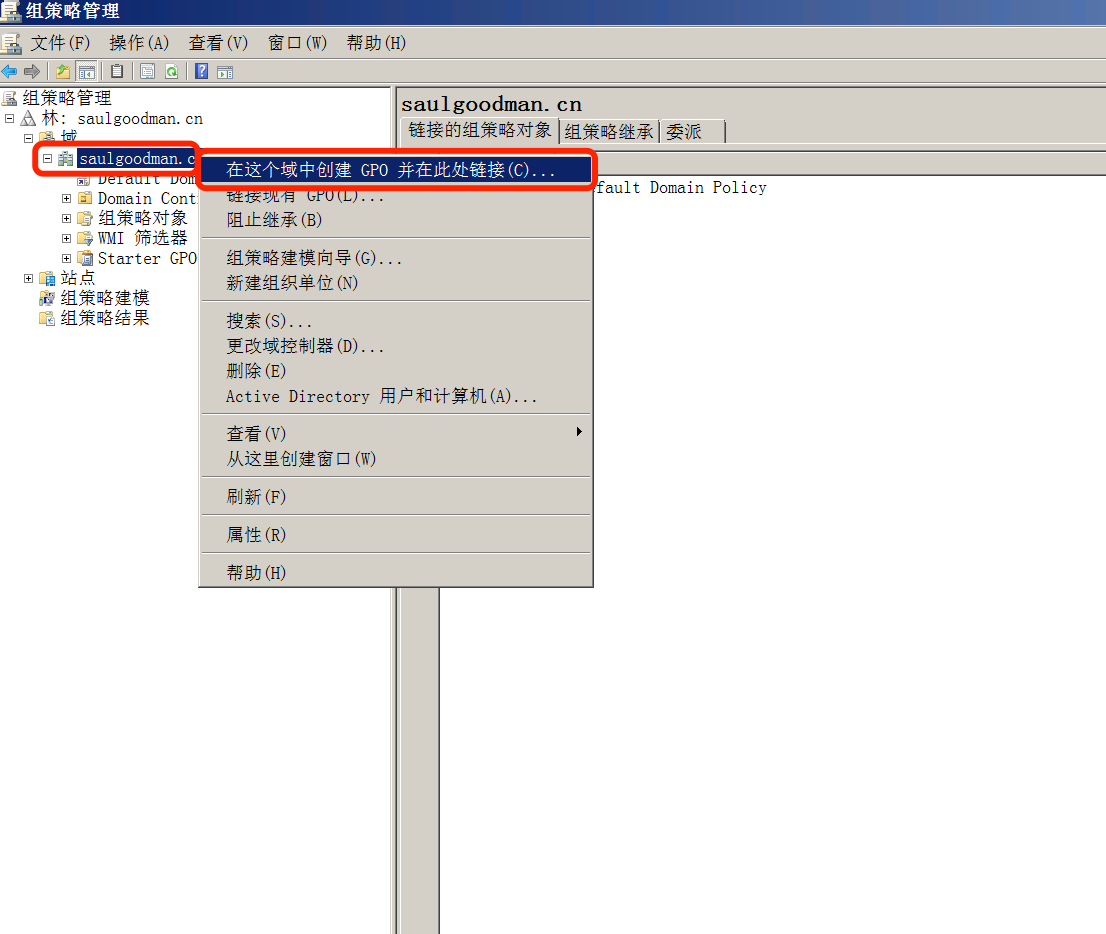 组策略管理
文件(F) 操作(A) 查看(V) 窗口(W) 帮助(H)
组策略管理
林: saulgoodman.cn
域
saulgoodman.c
Default Dom
Domain Cont
组策略对象
WMI 筛选器
Starter GPO
站点
组策略建模
组策略结果
saulgoodman.cn
链接的组策略对象 组策略继承 委派
fault Domain Policy
在这个域中创建 GPO 并在此处链接(C)...
链接现有 GPO(L)...
阻止继承(B)
组策略建模向导(G)...
新建组织单位(N)
搜索(S)...
更改域控制器(D)...
删除(E)
Active Directory 用户和计算机(A)...
查看(V)
从这里创建窗口(W)
刷新(F)
属性(R)
帮助(H)